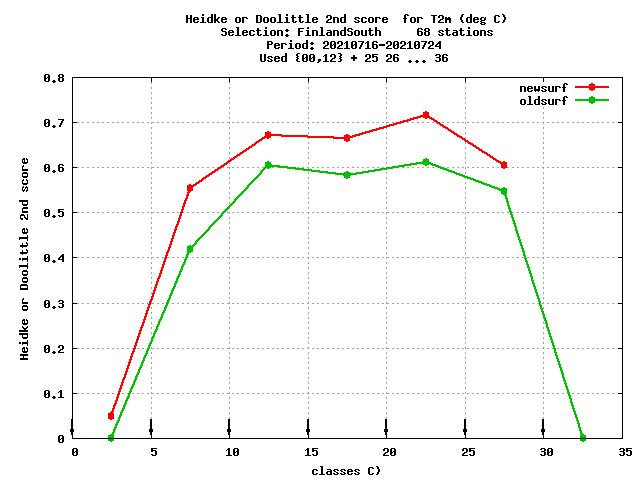 Heidke or Doolittle 2nd score  for T2m (deg C)
Selection: FinlandSouth     68 stations
Period: 20210716-20210724
Used {00,12} + 25 26 ... 36
newsurf
oldsurf
Heidke or Doolittle 2nd score
0.8
0.7
0.6
0.5
0.4
0.3
0.2
0.1
0
0 5 10 15 20 25 30 35
classes C)